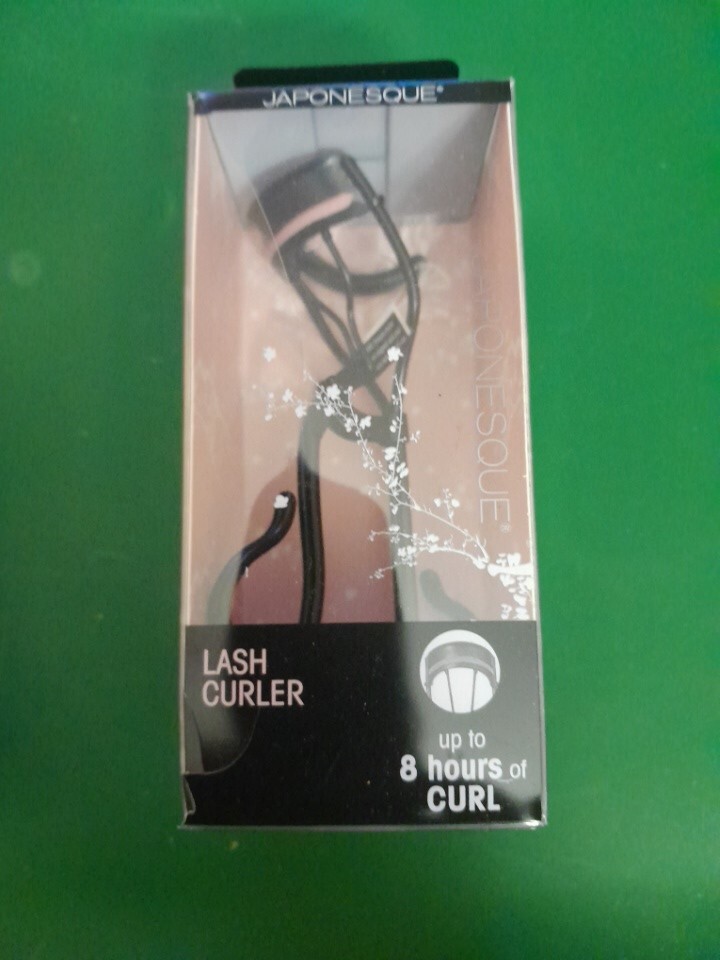 JAPONESQUE®
JAPONESQUE®
LASH
CURLER
up to
8 hours of
CURL